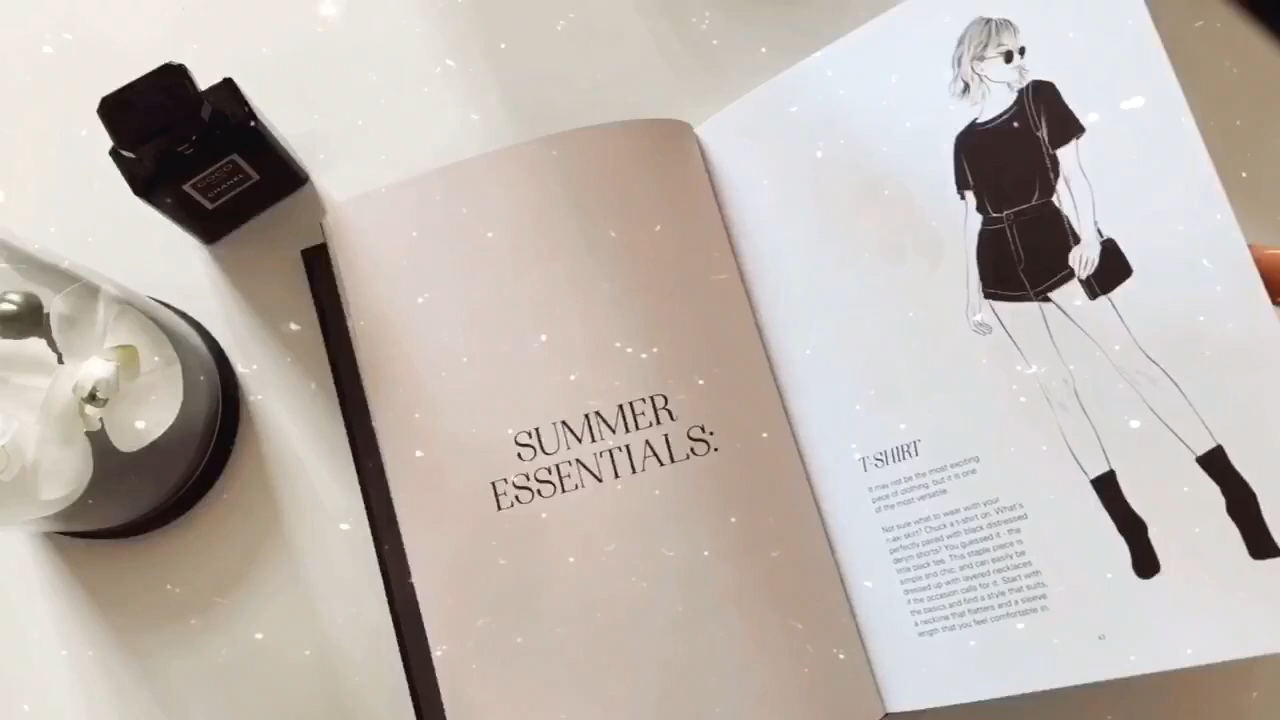 COCO
CHANEL
SUMMER
ESSENTIALS:
T-SHIRT
It may not be the most exciting
piece of clothing, but it is one
of the most versatile.
Not sure what to wear with your
maxi skirt? Chuck a t-shirt on. What's
perfectly paired with black distressed
denim shorts? You guessed it - the
little black tee. This staple piece is
simple and chic, and can easily be
dressed up with layered necklaces
if the occasion calls for it. Start with
the basics and find a style that suits,
a neckline that flatters and a sleeve
length that you feel comfortable in.